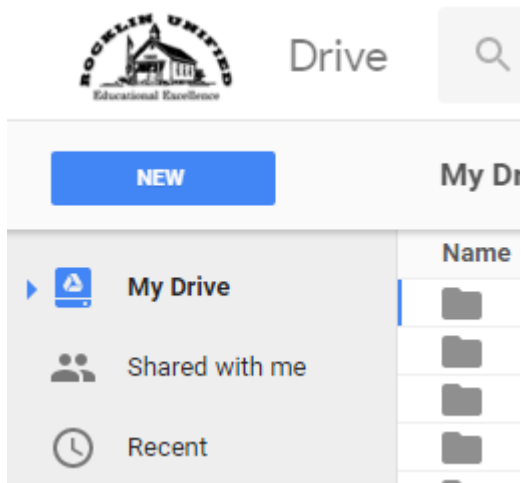 ROCKLIN UNIFIED
Educational Excellence
Drive
NEW
My Dr
Name
My Drive
Shared with me
Recent